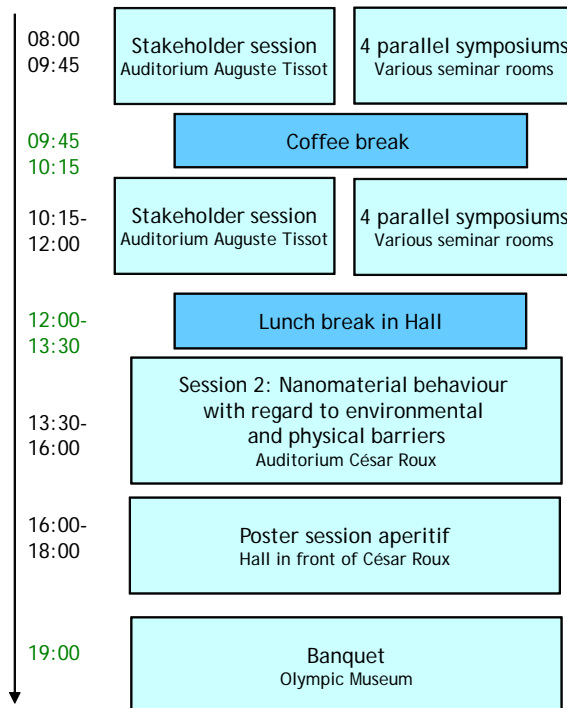 08:00
09:45
Stakeholder session
Auditorium Auguste Tissot
4 parallel symposiums
Various seminar rooms
09:45
10:15
Coffee break
10:15-
12:00
Stakeholder session
Auditorium Auguste Tissot
4 parallel symposiums
Various seminar rooms
12:00-
13:30
Lunch break in Hall
13:30-
16:00
Session 2: Nanomaterial behaviour
with regard to environmental
and physical barriers
Auditorium César Roux
16:00-
18:00
Poster session aperitif
Hall in front of César Roux
19:00
Banquet
Olympic Museum